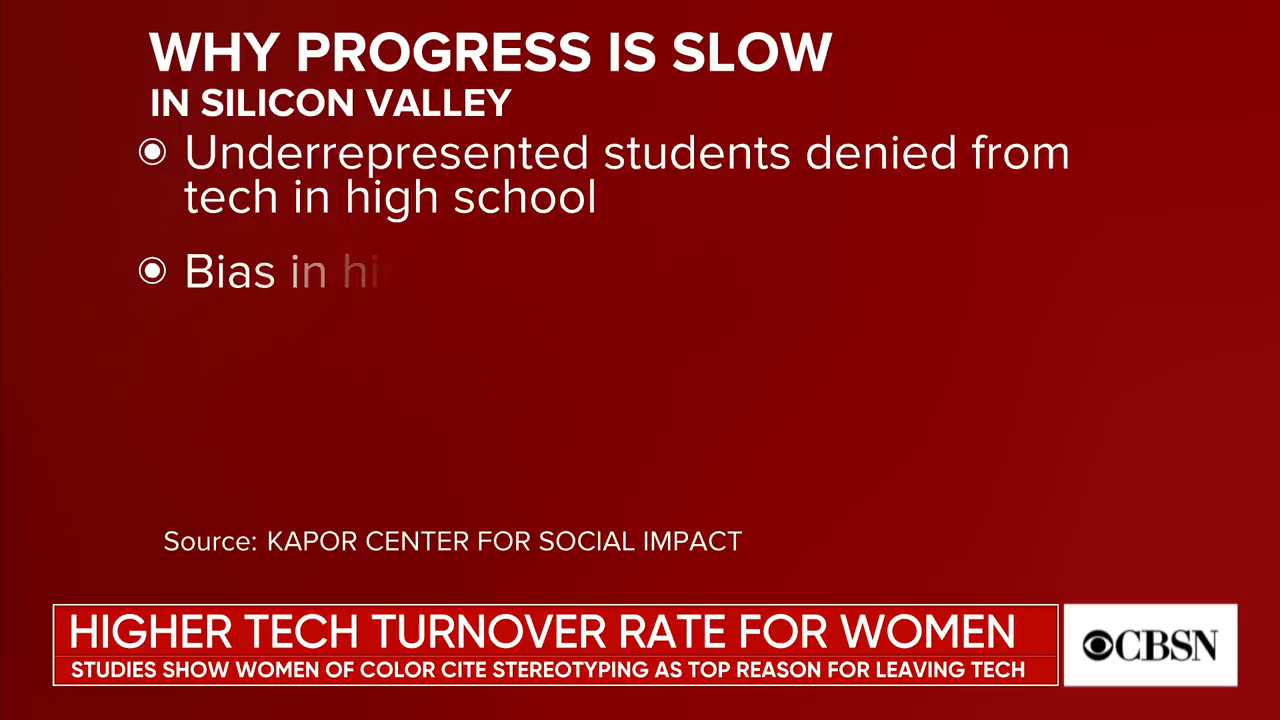 WHY PROGRESS IS SLOW
IN SILICON VALLEY
Underrepresented students denied from
tech in high school
Bias in
Source: KAPOR CENTER FOR SOCIAL IMPACT
HIGHER TECH TURNOVER RATE FOR WOMEN
STUDIES SHOW WOMEN OF COLOR CITE STEREOTYPING AS TOP REASON FOR LEAVING TECH
CBSN